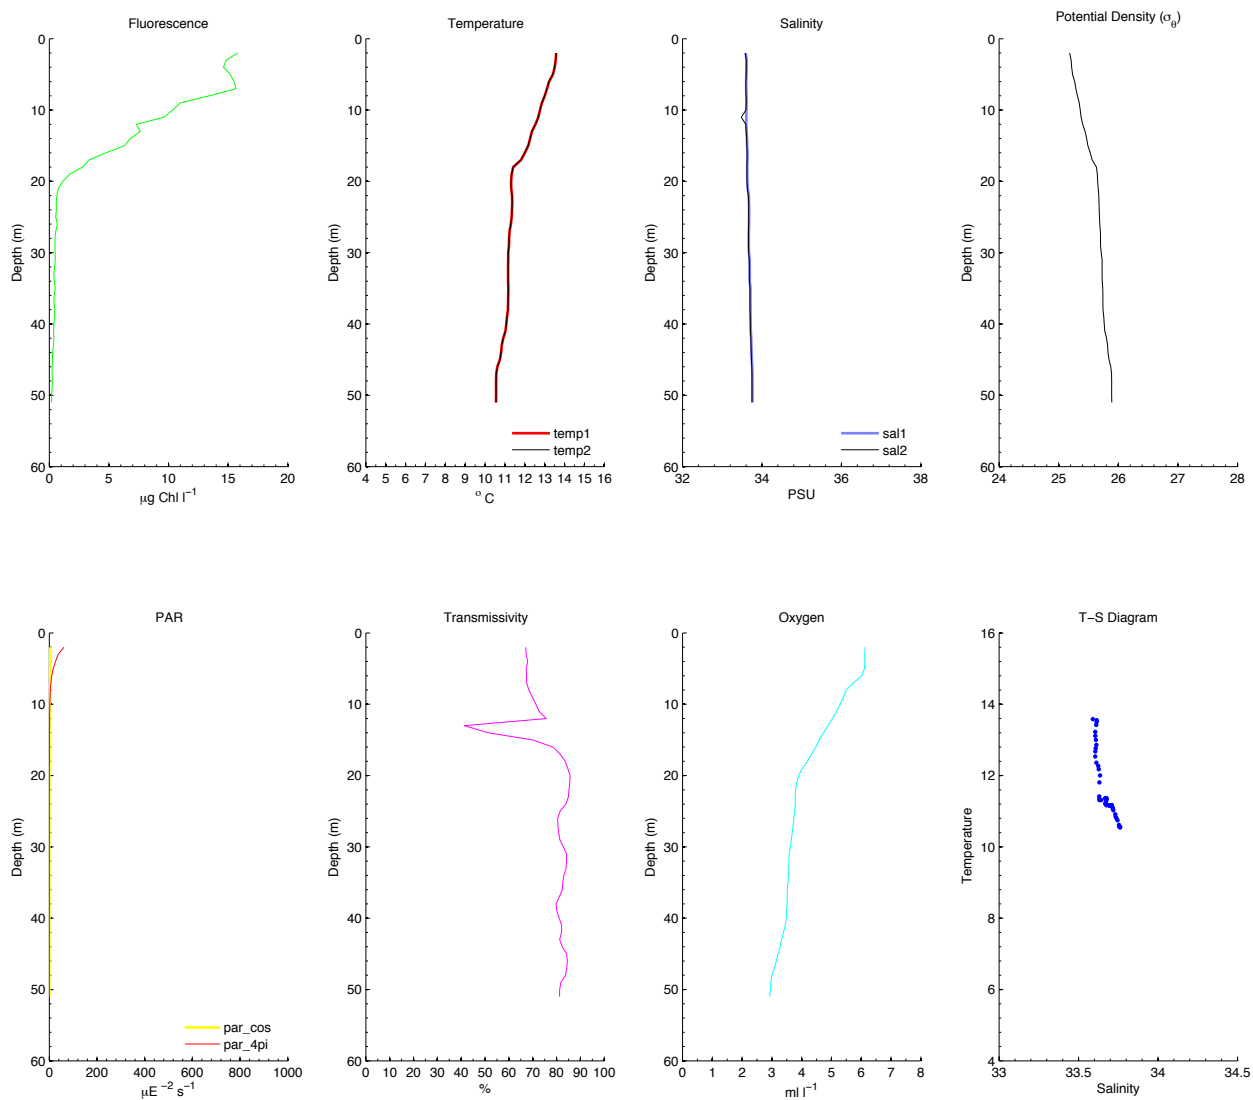 Fluorescence
0
10
20
30
40
50
60
Depth (m)
0 5 10 15 20
μg Chl l⁻¹
Temperature
0
10
20
30
40
50
60
Depth (m)
temp1
temp2
4 5 6 7 8 9 10 11 12 13 14 15 16
° C
Salinity
0
10
20
30
40
50
60
Depth (m)
sal1
sal2
32 34 36 38
PSU
Potential Density (σθ)
0
10
20
30
40
50
60
Depth (m)
24 25 26 27 28
PAR
0
10
20
30
40
50
60
Depth (m)
par_cos
par_4pi
0 200 400 600 800 1000
μE ⁻² s⁻¹
Transmissivity
0
10
20
30
40
50
60
Depth (m)
0 10 20 30 40 50 60 70 80 90 100
%
Oxygen
0
10
20
30
40
50
60
Depth (m)
0 1 2 3 4 5 6 7 8
ml l⁻¹
T−S Diagram
16
14
12
10
8
6
4
Temperature
33 33.5 34 34.5
Salinity